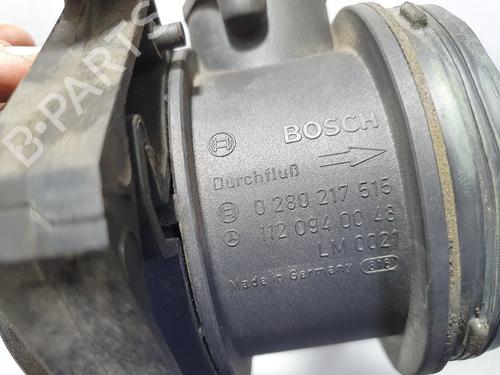 B-PARTS
BOSCH
Durchfluß
0 280 217 515
112 094 00 48
LM 0021
Made in Germany